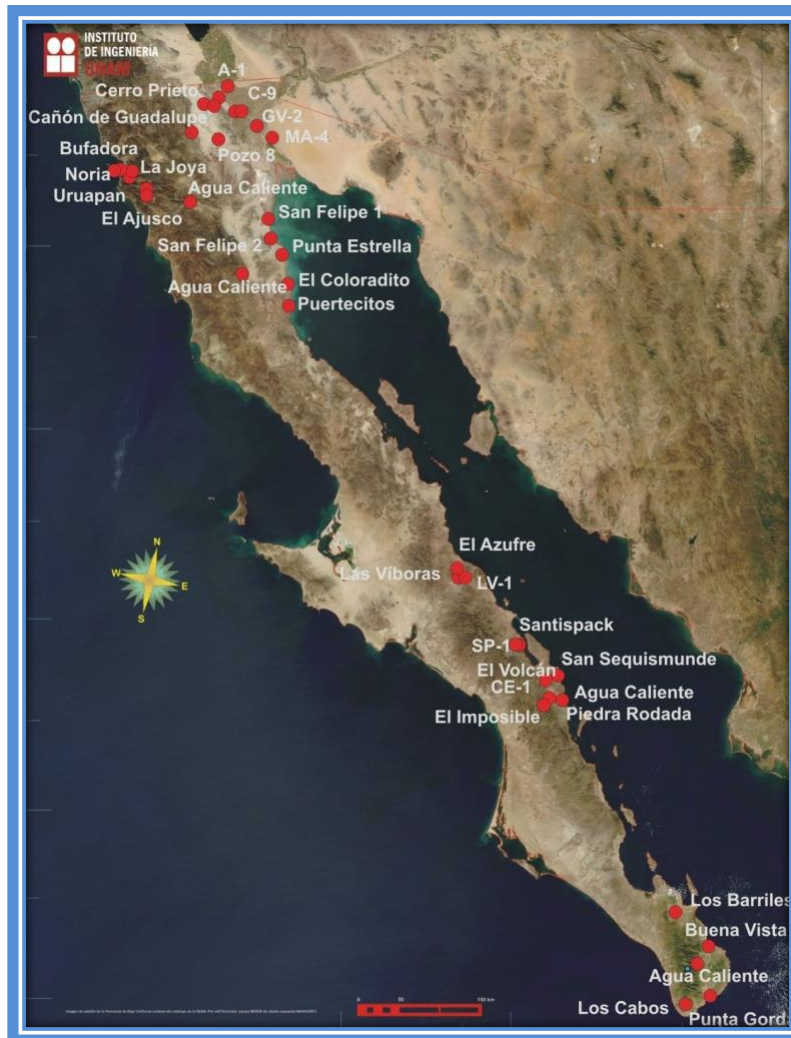 INSTITUTO
DE INGENIERÍA
UNAM
A-1
Cerro Prieto
C-9
Cañón de Guadalupe
GV-2
MA-4
Bufadora
Pozo 8
La Joya
Noria
Agua Caliente
Uruapan
El Ajusco
San Felipe 1
San Felipe 2
Punta Estrella
Agua Caliente
El Coloradito
Puertecitos
El Azufre
N
W
E
S
Las Víboras
LV-1
Santispack
SP-1
San Sequismunde
El Volcán
CE-1
Agua Caliente
El Imposible
Piedra Rodada
Los Barriles
Buena Vista
Agua Caliente
0 50 150 km
Los Cabos
Punta Gord